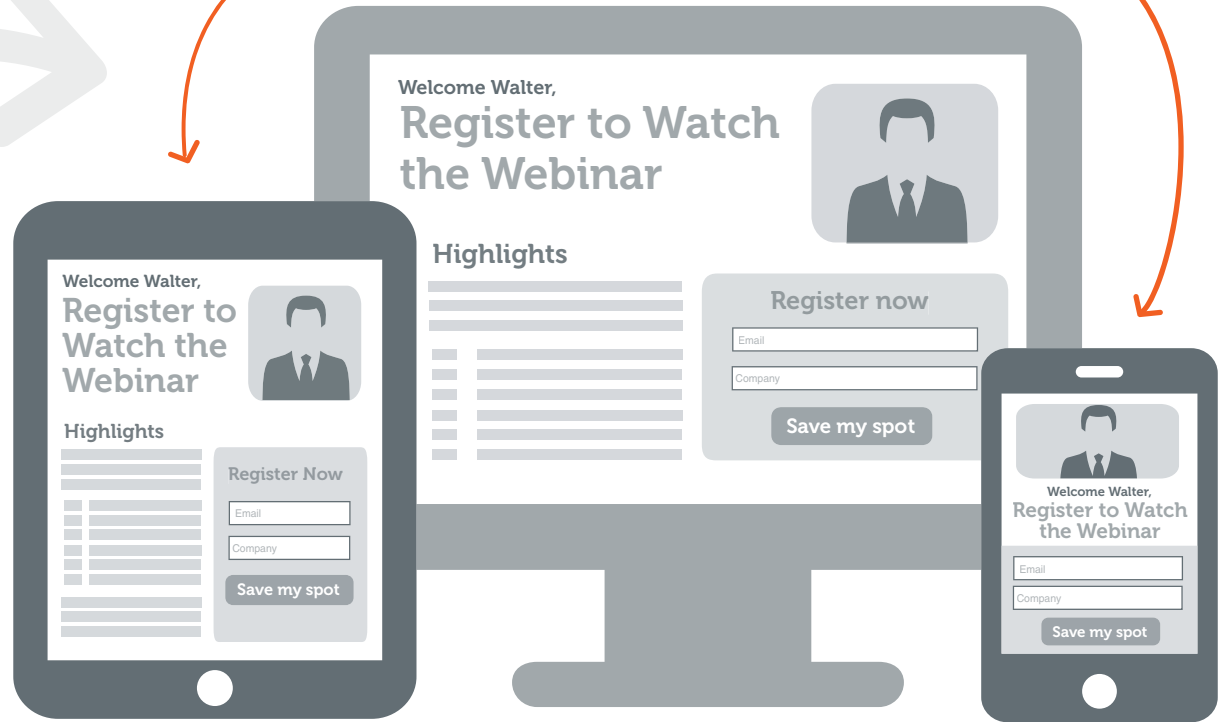 Welcome Walter,
Register to Watch
the Webinar
Highlights
Register now
Email
Company
Save my spot
Welcome Walter,
Register to
Watch the
Webinar
Highlights
Register Now
Email
Company
Save my spot
Welcome Walter,
Register to Watch
the Webinar
Email
Company
Save my spot